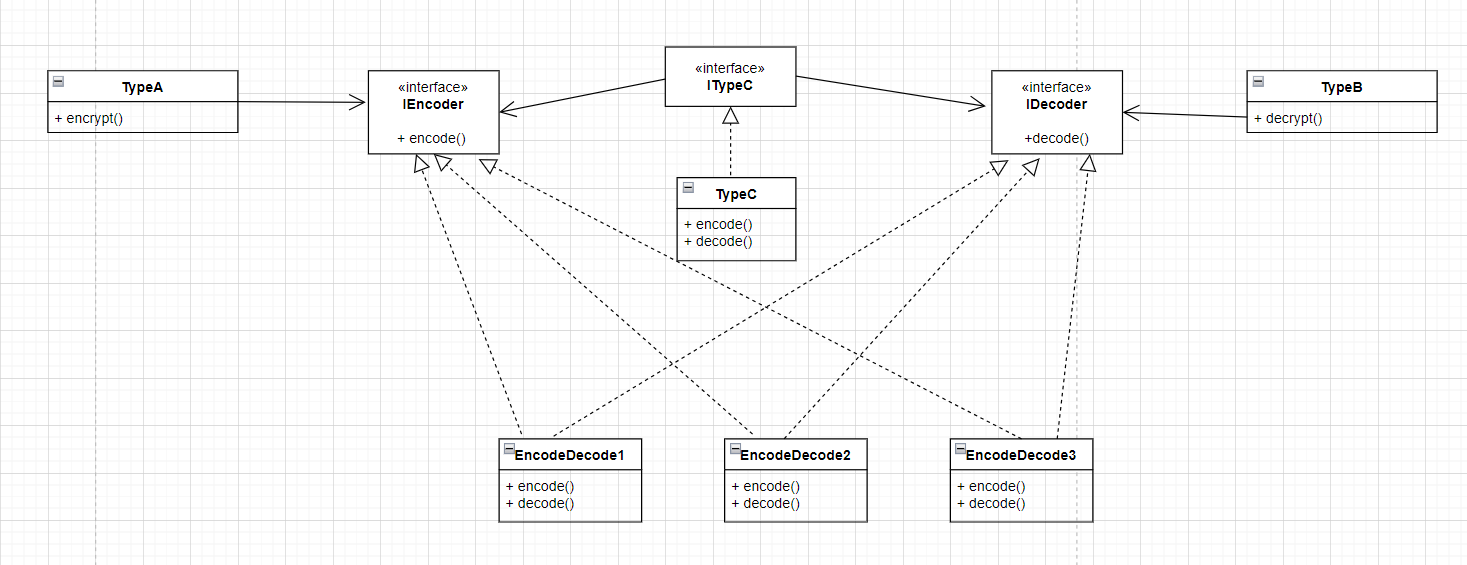 TypeA
+ encrypt()
«interface»
IEncoder
+ encode()
«interface»
ITypeC
«interface»
IDecoder
+decode()
TypeB
+ decrypt()
TypeC
+ encode()
+ decode()
EncodeDecode1
+ encode()
+ decode()
EncodeDecode2
+ encode()
+ decode()
EncodeDecode3
+ encode()
+ decode()